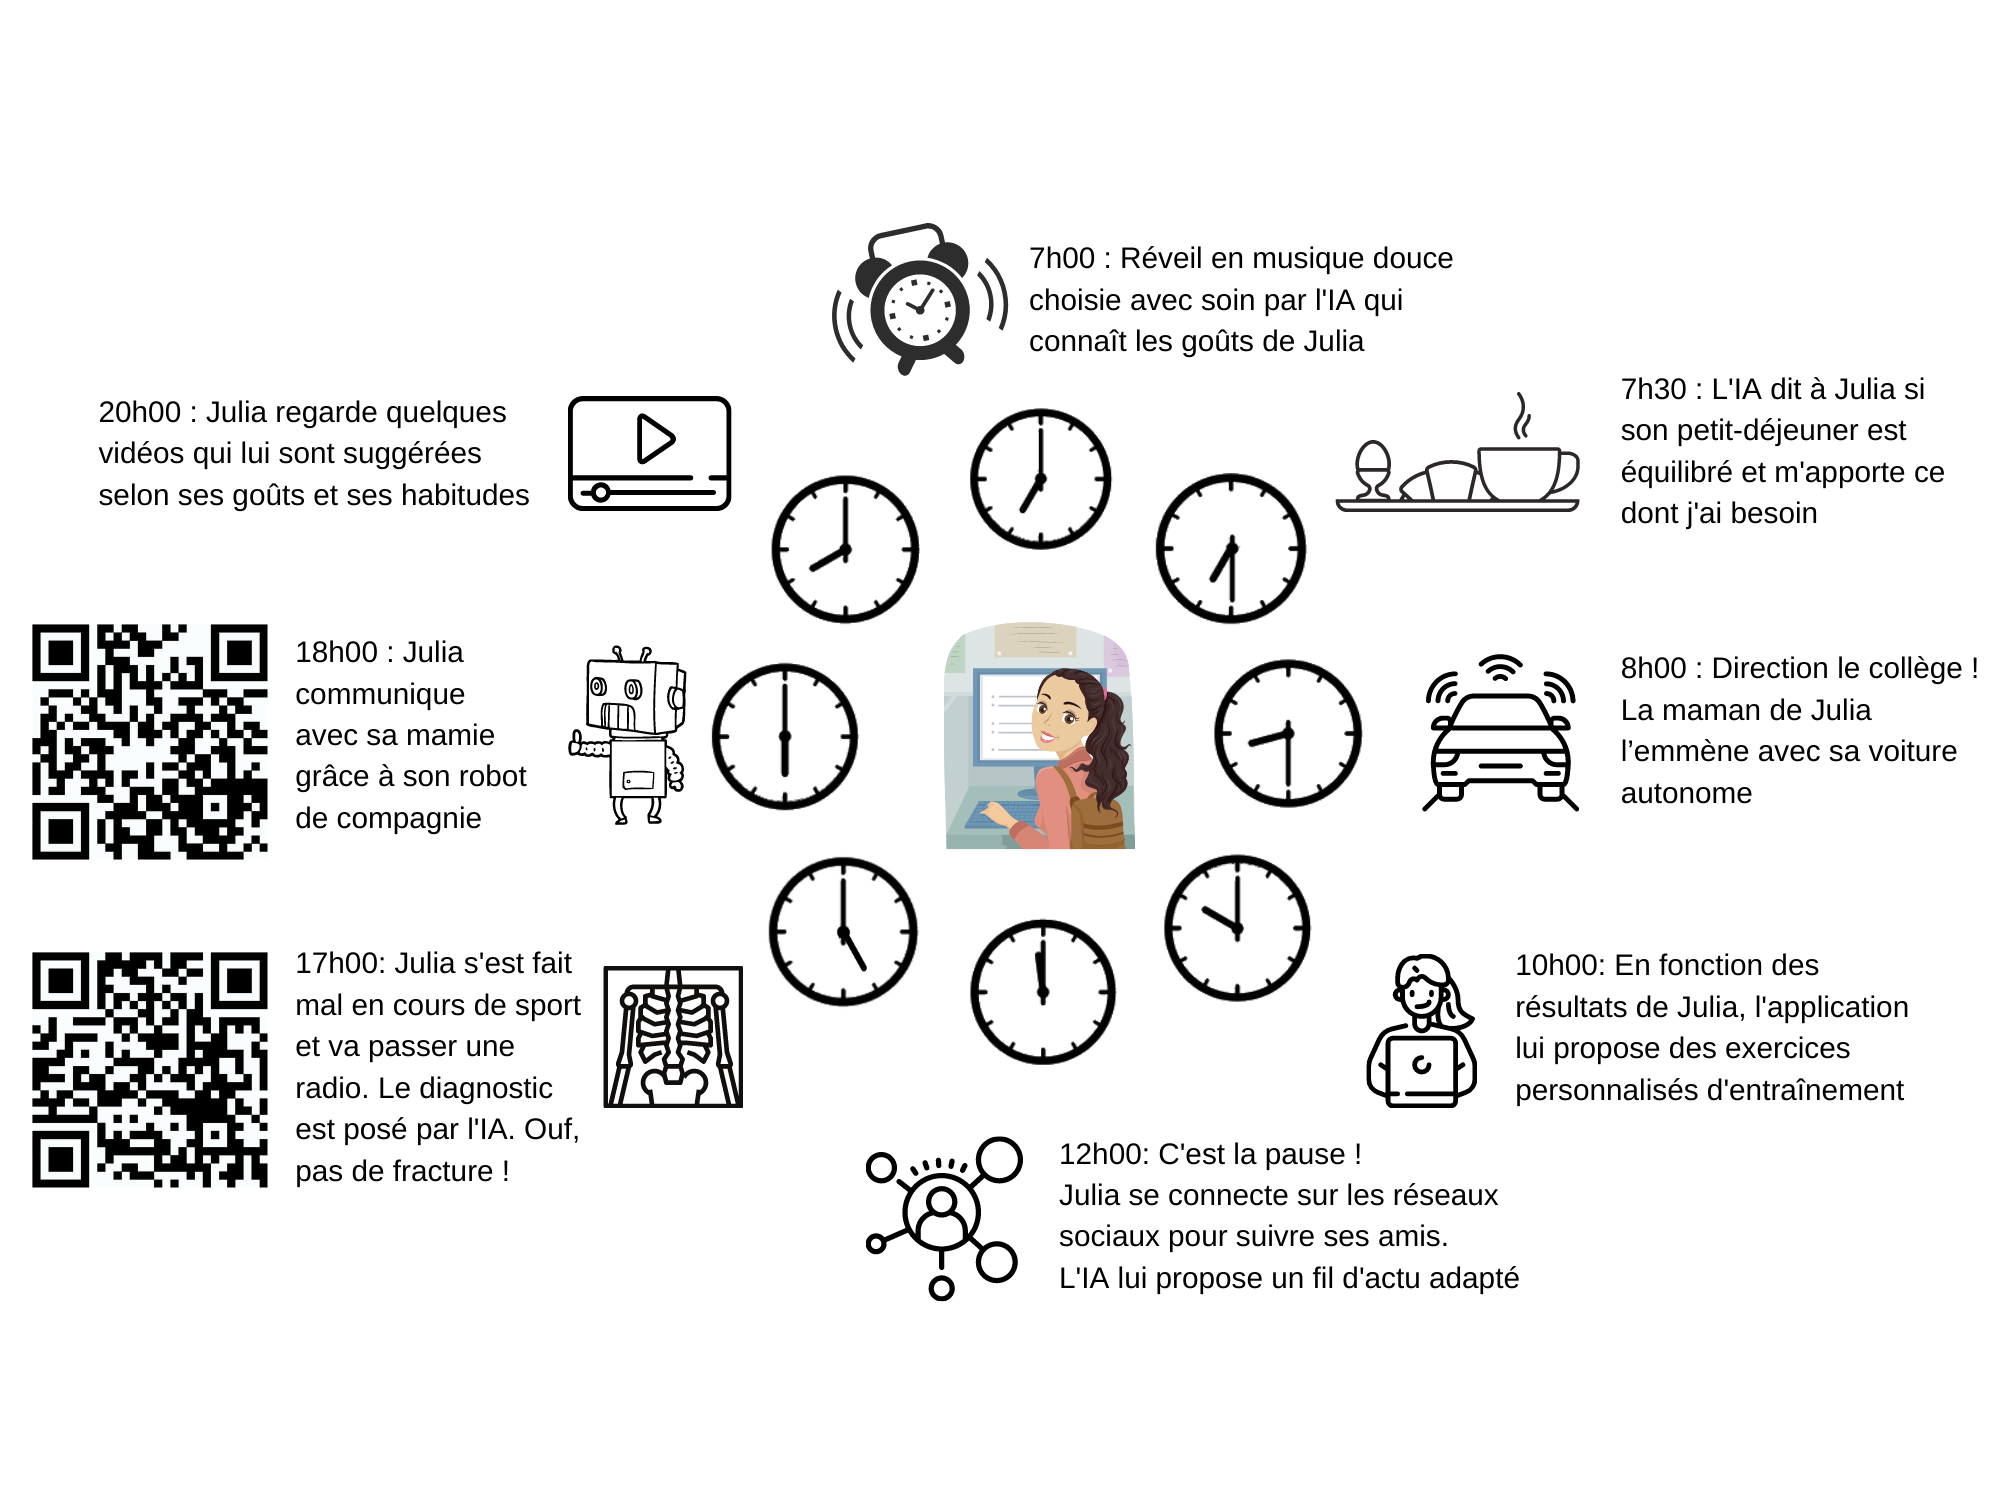 7h00 : Réveil en musique douce
choisie avec soin par l'IA qui
connaît les goûts de Julia
7h30 : L'IA dit à Julia si
son petit-déjeuner est
équilibré et m'apporte ce
dont j'ai besoin
8h00 : Direction le collège !
La maman de Julia
l’emmène avec sa voiture
autonome
10h00: En fonction des
résultats de Julia, l'application
lui propose des exercices
personnalisés d'entraînement
12h00: C'est la pause !
Julia se connecte sur les réseaux
sociaux pour suivre ses amis.
L'IA lui propose un fil d'actu adapté
17h00: Julia s'est fait
mal en cours de sport
et va passer une
radio. Le diagnostic
est posé par l'IA. Ouf,
pas de fracture !
18h00 : Julia
communique
avec sa mamie
grâce à son robot
de compagnie
20h00 : Julia regarde quelques
vidéos qui lui sont suggérées
selon ses goûts et ses habitudes